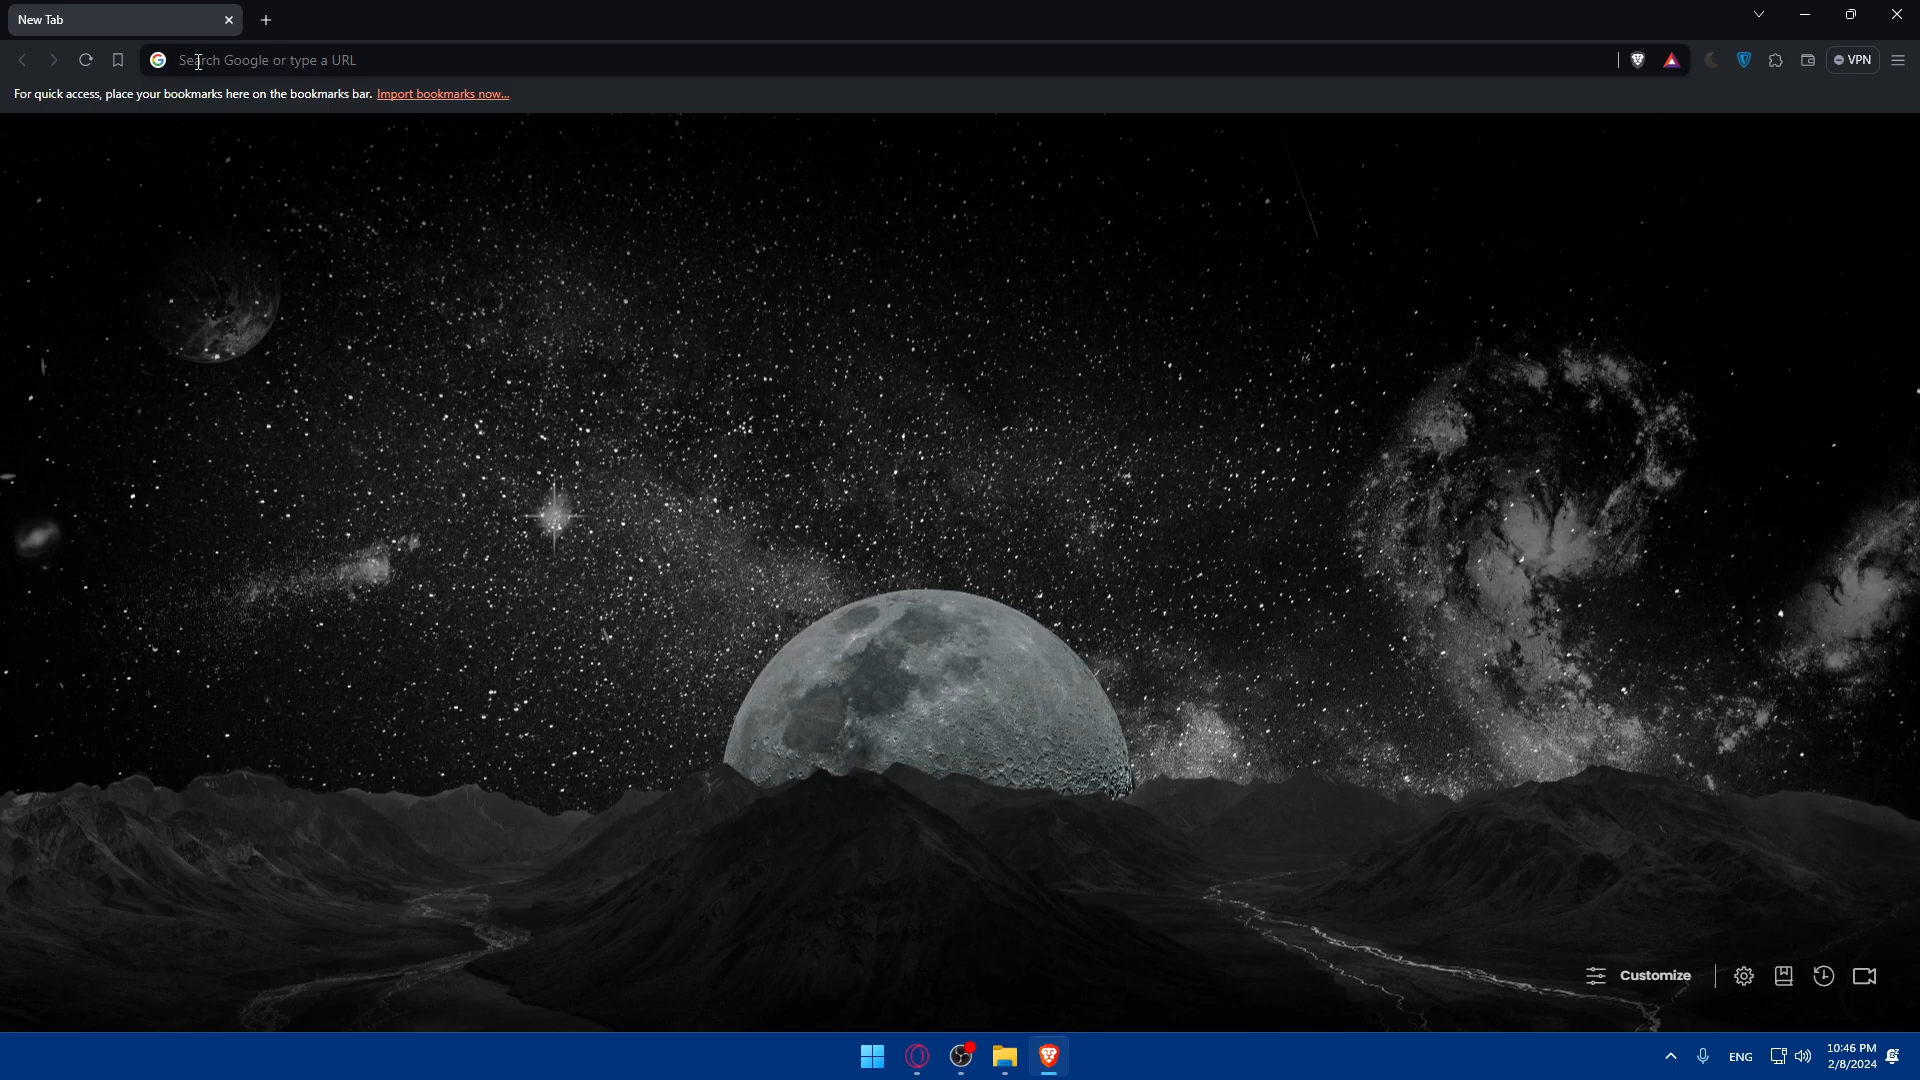 New Tab
Search Google or type a URL
VPN
For quick access, place your bookmarks here on the bookmarks bar. Import bookmarks now...
Customize
ENG
10:46 PM
2/8/2024